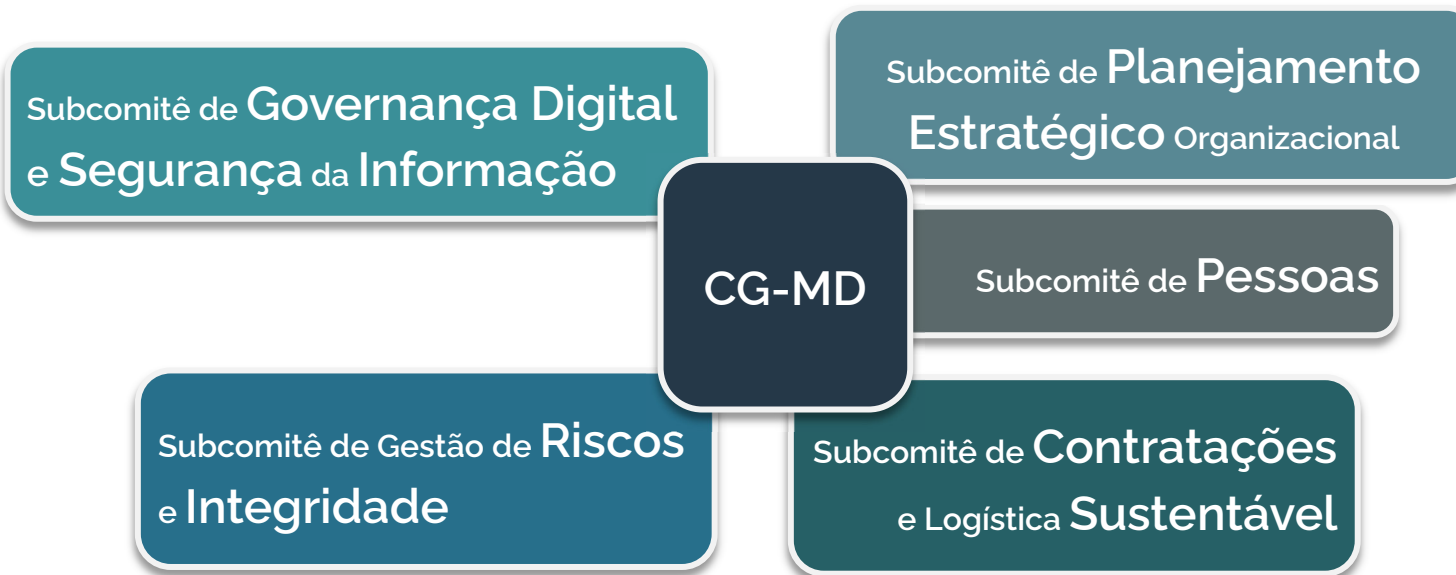 Subcomitê de Governança Digital
e Segurança da Informação
Subcomitê de Planejamento
Estratégico Organizacional
CG-MD
Subcomitê de Pessoas
Subcomitê de Gestão de Riscos
e Integridade
Subcomitê de Contratações
e Logística Sustentável